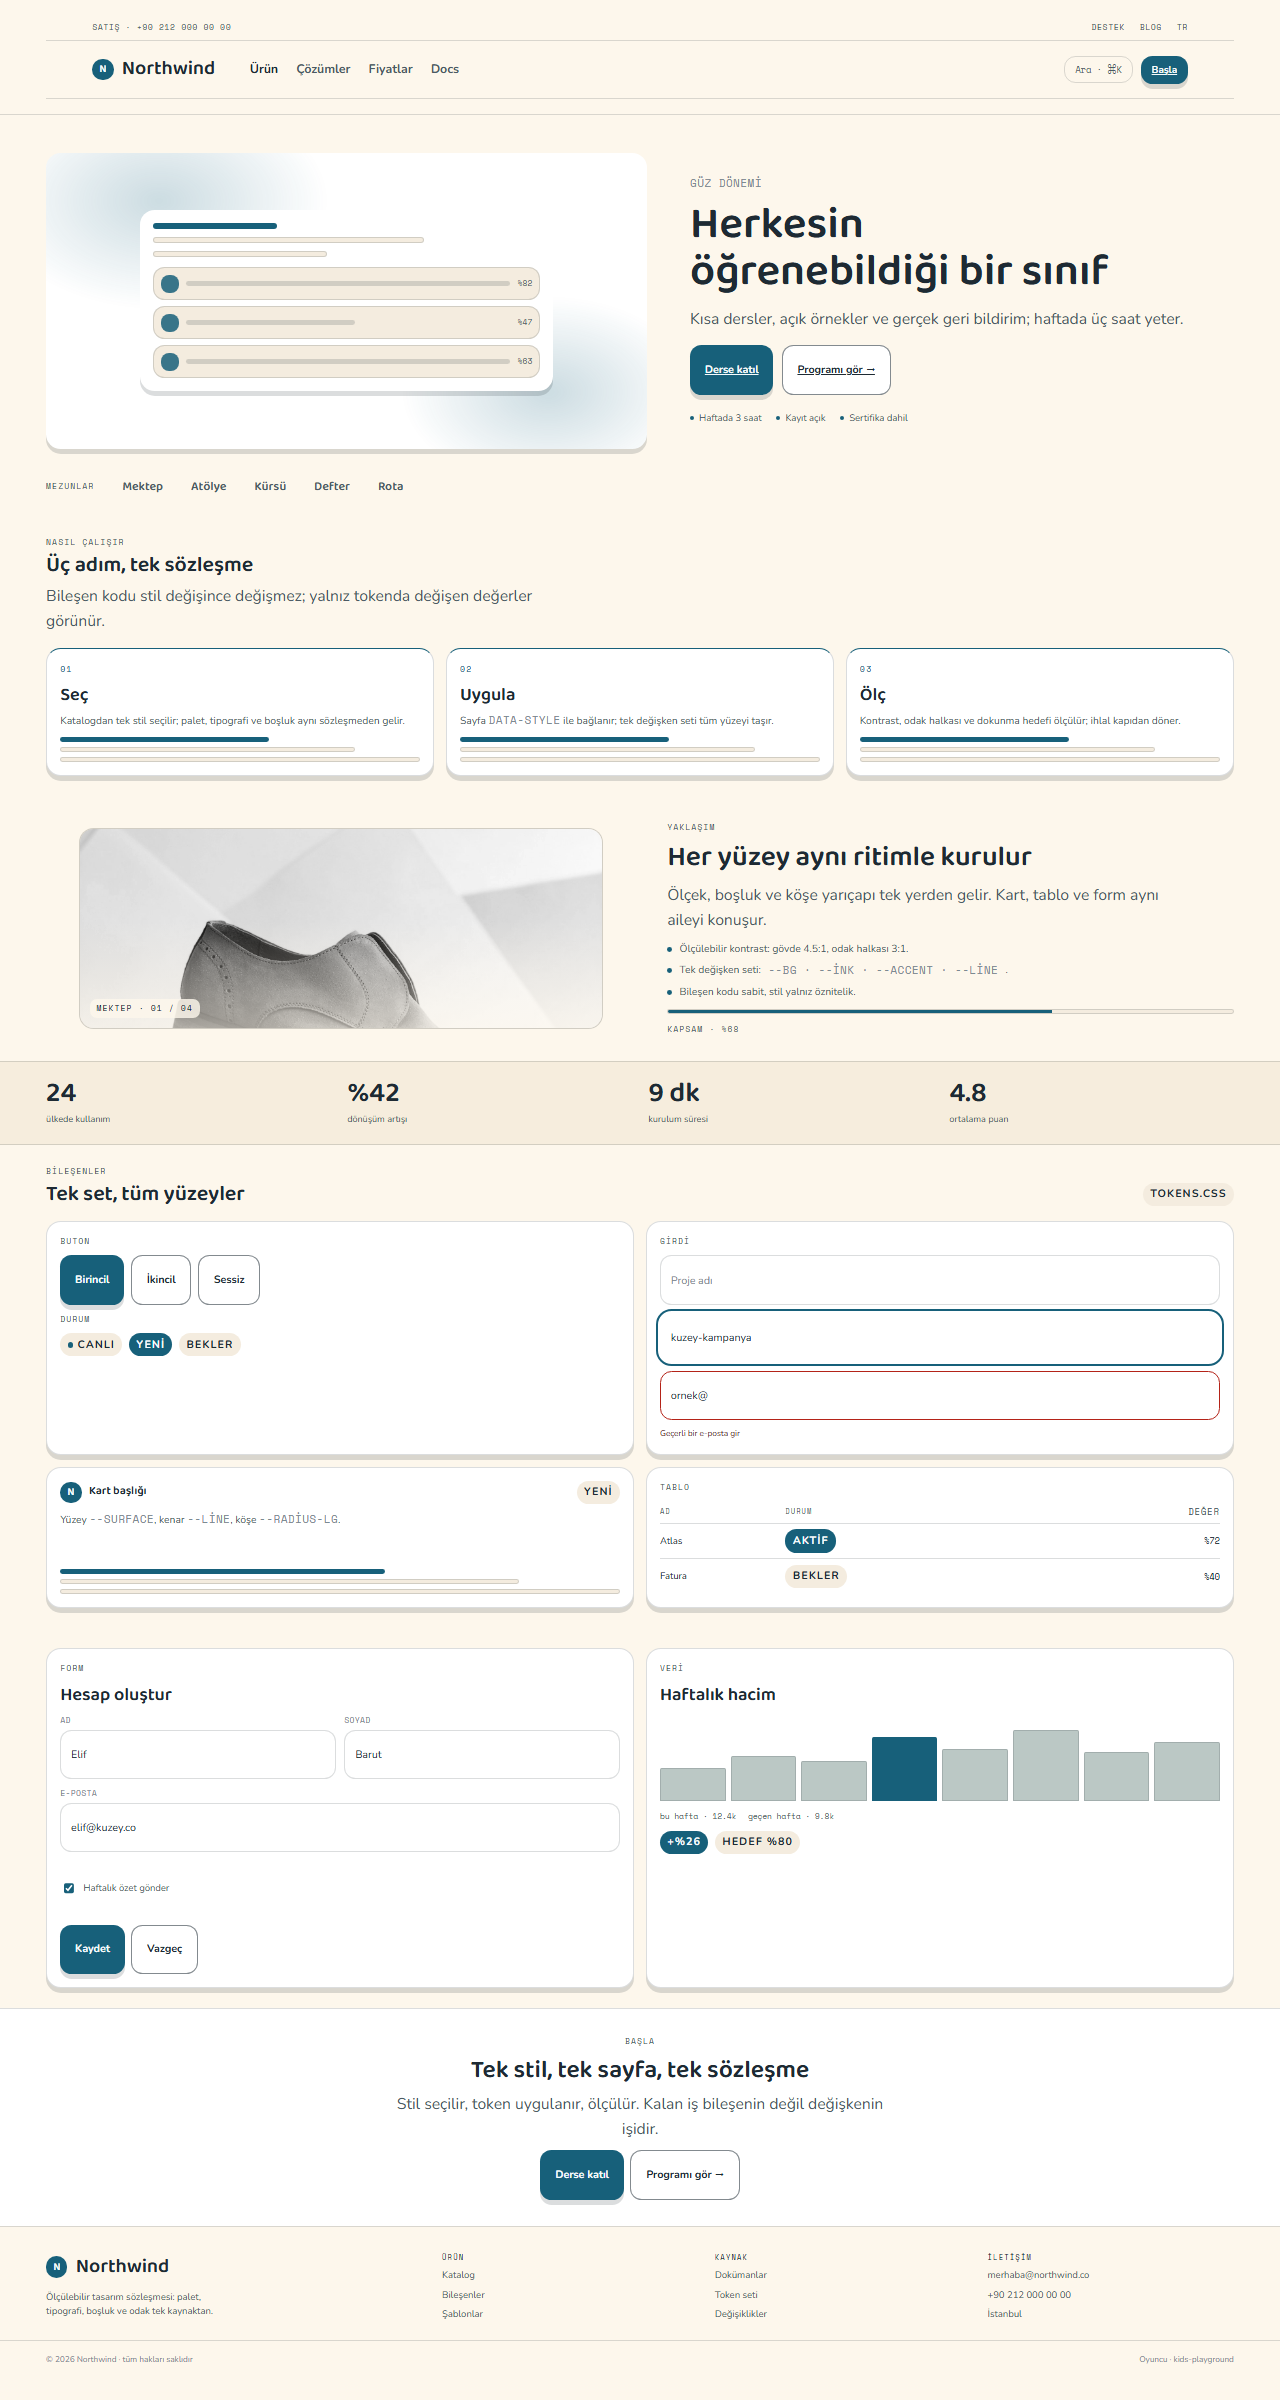 SATIŞ · +90 212 000 00 00
DESTEK BLOG TR
N Northwind Ürün Çözümler Fiyatlar Docs
Ara · ⌘K Başla
%82
%47
%63
GÜZ DÖNEMİ
Herkesin
öğrenebildiği bir sınıf
Kısa dersler, açık örnekler ve gerçek geri bildirim; haftada üç saat yeter.
Derse katıl Programı gör →
Haftada 3 saat Kayıt açık Sertifika dahil
MEZUNLAR Mektep Atölye Kürsü Defter Rota
NASIL ÇALIŞIR
Üç adım, tek sözleşme
Bileşen kodu stil değişince değişmez; yalnız tokenda değişen değerler
görünür.
01
Seç
Katalogdan tek stil seçilir; palet, tipografi ve boşluk aynı sözleşmeden gelir.
02
Uygula
Sayfa DATA-STYLE ile bağlanır; tek değişken seti tüm yüzeyi taşır.
03
Ölç
Kontrast, odak halkası ve dokunma hedefi ölçülür; ihlal kapıdan döner.
MEKTEP · 01 / 04
YAKLAŞIM
Her yüzey aynı ritimle kurulur
Ölçek, boşluk ve köşe yarıçapı tek yerden gelir. Kart, tablo ve form aynı
aileyi konuşur.
Ölçülebilir kontrast: gövde 4.5:1, odak halkası 3:1.
Tek değişken seti: --BG · --İNK · --ACCENT · --LİNE .
Bileşen kodu sabit, stil yalnız öznitelik.
KAPSAM · %68
24
ülkede kullanım
%42
dönüşüm artışı
9 dk
kurulum süresi
4.8
ortalama puan
BİLEŞENLER
Tek set, tüm yüzeyler
TOKENS.CSS
BUTON
Birincil İkincil Sessiz
DURUM
CANLI YENİ BEKLER
GİRDİ
Proje adı
kuzey-kampanya
ornek@
Geçerli bir e-posta gir
N Kart başlığı YENİ
Yüzey --SURFACE, kenar --LİNE, köşe --RADİUS-LG.
TABLO
AD DURUM DEĞER
Atlas AKTİF %72
Fatura BEKLER %40
FORM
Hesap oluştur
AD SOYAD
Elif Barut
E-POSTA
elif@kuzey.co
Haftalık özet gönder
Kaydet Vazgeç
VERİ
Haftalık hacim
bu hafta · 12.4k geçen hafta · 9.8k
+%26 HEDEF %80
BAŞLA
Tek stil, tek sayfa, tek sözleşme
Stil seçilir, token uygulanır, ölçülür. Kalan iş bileşenin değil değişkenin
işidir.
Derse katıl Programı gör →
N Northwind
Ölçülebilir tasarım sözleşmesi: palet,
tipografi, boşluk ve odak tek kaynaktan.
ÜRÜN
Katalog
Bileşenler
Şablonlar
KAYNAK
Dokümanlar
Token seti
Değişiklikler
İLETİŞİM
merhaba@northwind.co
+90 212 000 00 00
İstanbul
© 2026 Northwind · tüm hakları saklıdır
Oyuncu · kids-playground